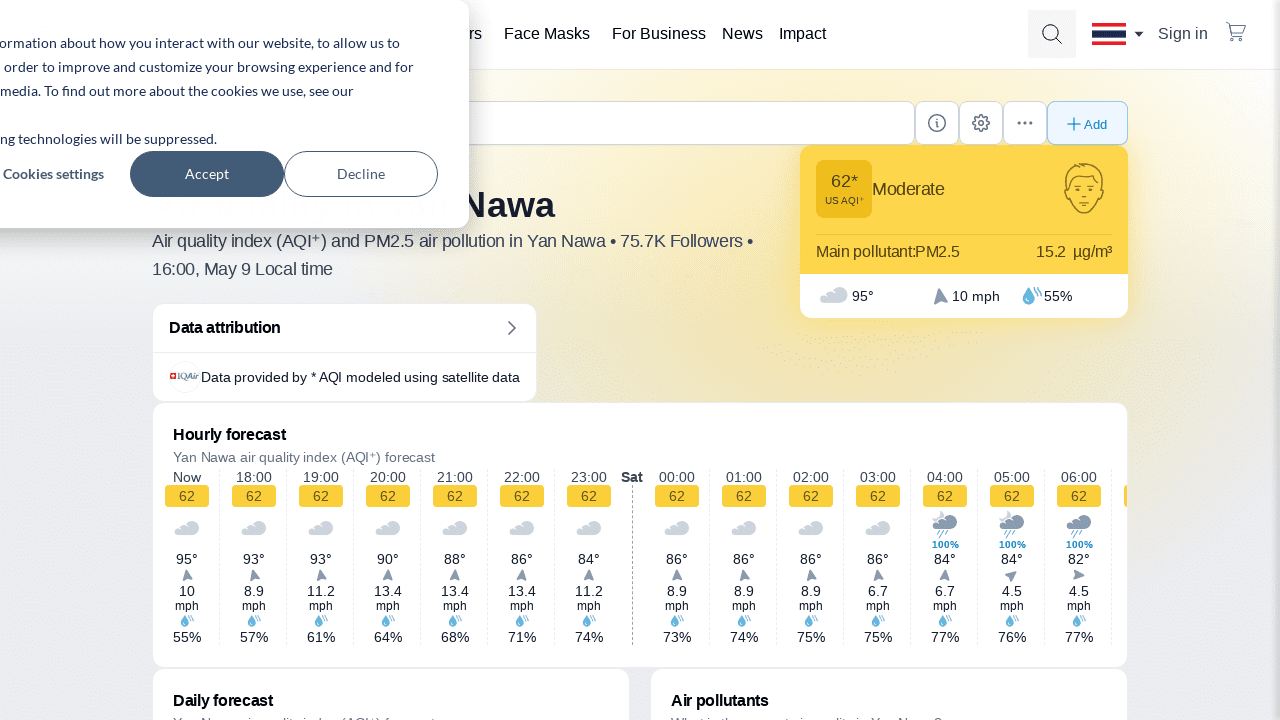 rs Face Masks For Business News Impact Sign in
ormation about how you interact with our website, to allow us to
order to improve and customize your browsing experience and for
media. To find out more about the cookies we use, see our
ng technologies will be suppressed.
Cookies settings Accept Decline
Add
62*
US AQI⁺
Moderate
Main pollutant:PM2.5 15.2 µg/m³
95° 10 mph 55%
Nawa
Air quality index (AQI⁺) and PM2.5 air pollution in Yan Nawa • 75.7K Followers •
16:00, May 9 Local time
Data attribution
IQAir Data provided by * AQI modeled using satellite data
Hourly forecast
Yan Nawa air quality index (AQI⁺) forecast
Now 18:00 19:00 20:00 21:00 22:00 23:00 Sat 00:00 01:00 02:00 03:00 04:00 05:00 06:00
62 62 62 62 62 62 62 62 62 62 62 62 62 62
100% 100% 100%
95° 93° 93° 90° 88° 86° 84° 86° 86° 86° 86° 84° 84° 82°
10 8.9 11.2 13.4 13.4 13.4 11.2 8.9 8.9 8.9 6.7 6.7 4.5 4.5
mph mph mph mph mph mph mph mph mph mph mph mph mph mph
55% 57% 61% 64% 68% 71% 74% 73% 74% 75% 75% 77% 76% 77%
Daily forecast Air pollutants